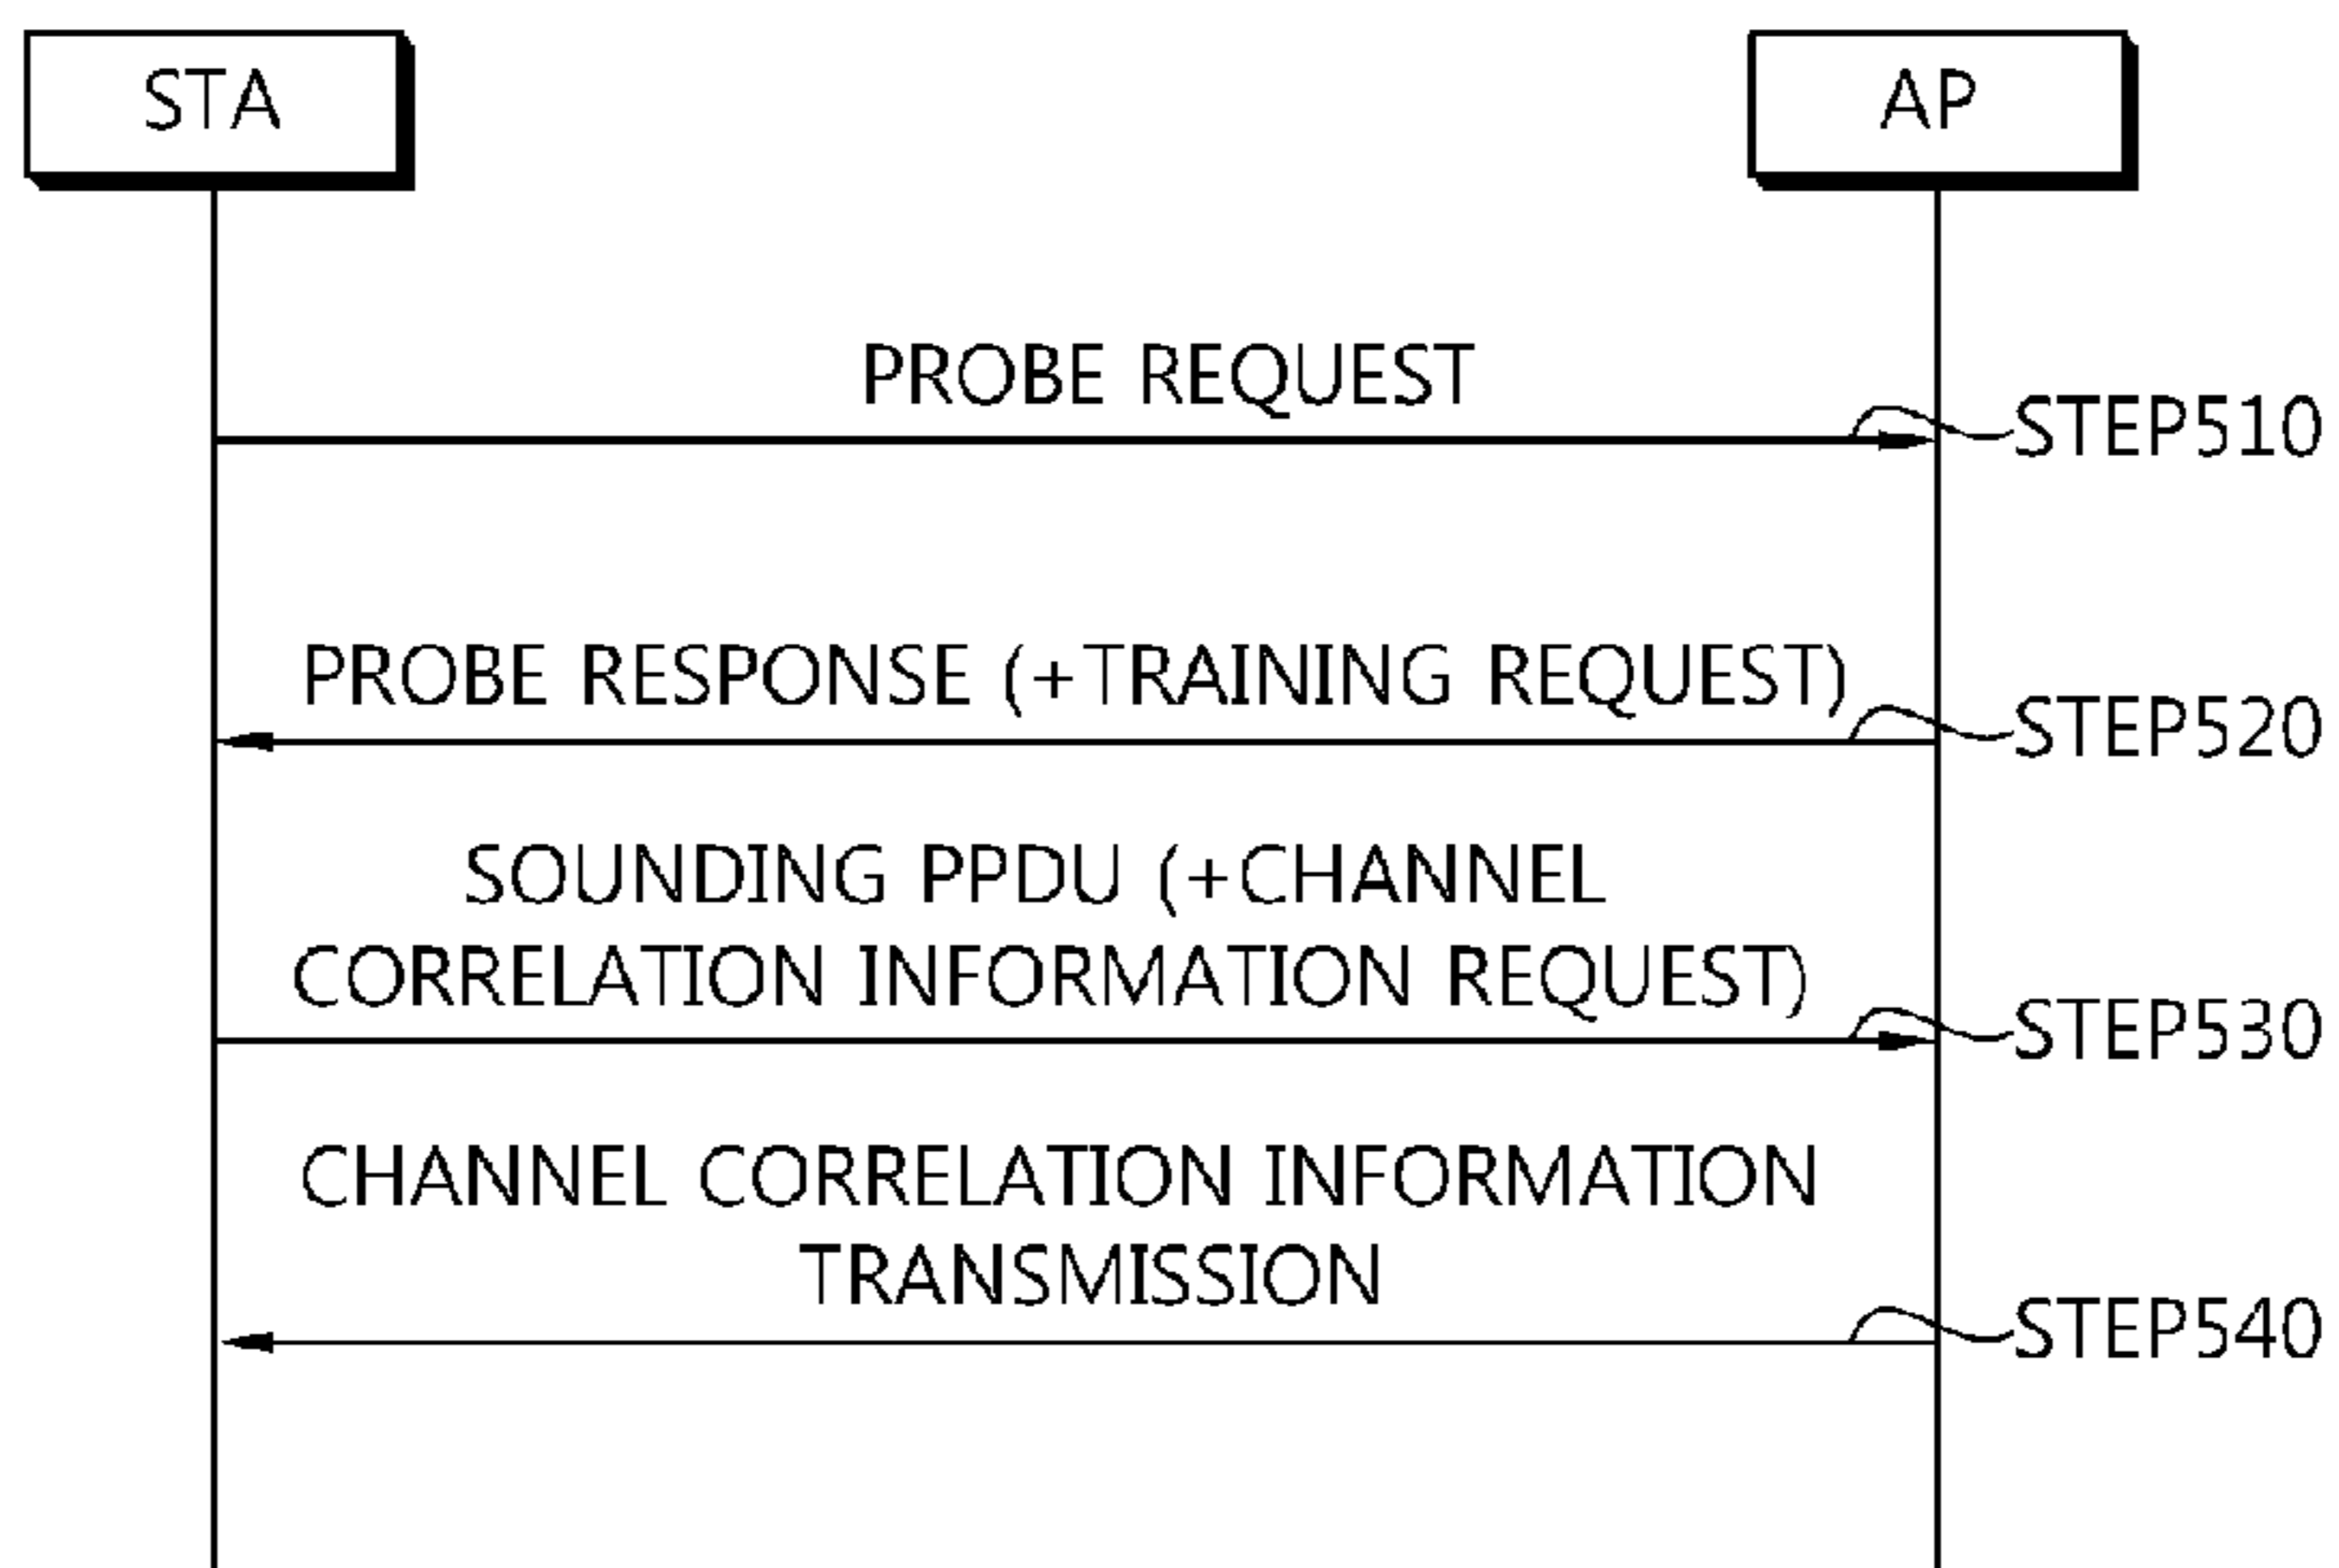 STA
AP
PROBE REQUEST
STEP510
PROBE RESPONSE (+TRAINING REQUEST)
STEP520
SOUNDING PPDU (+CHANNEL
CORRELATION INFORMATION REQUEST)
STEP530
CHANNEL CORRELATION INFORMATION
TRANSMISSION
STEP540